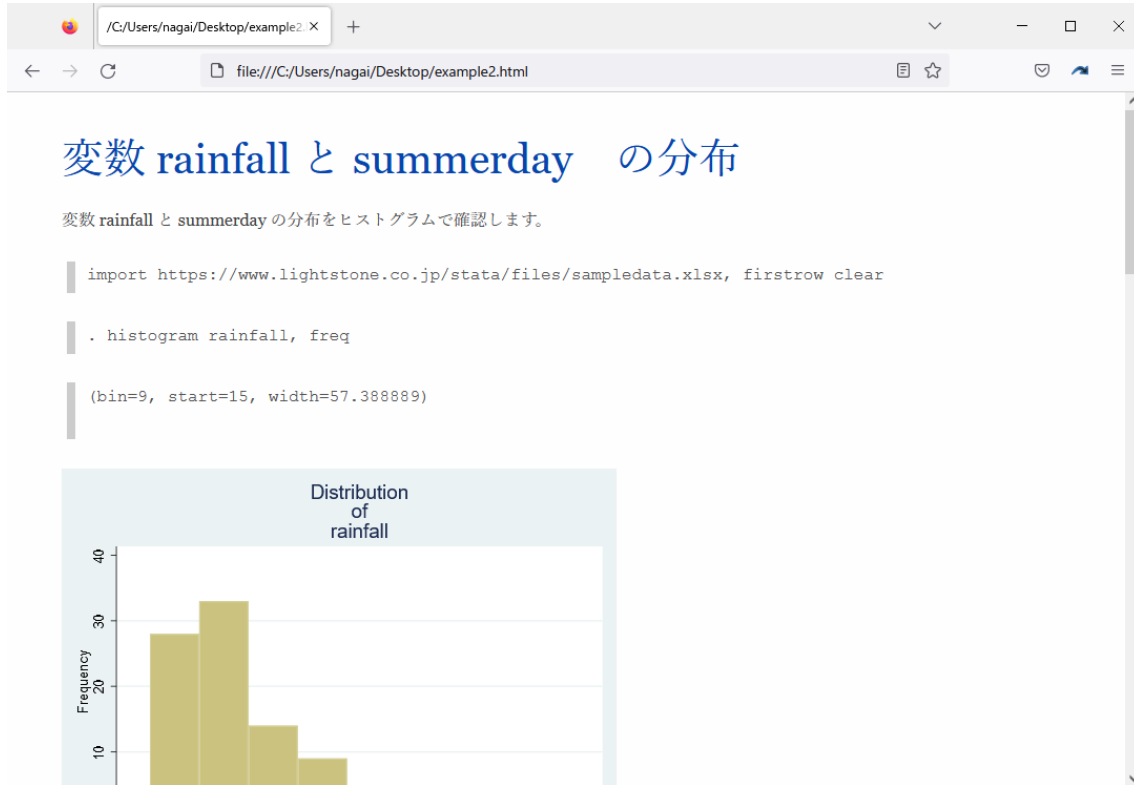 /C:/Users/nagai/Desktop/example2.
file:///C:/Users/nagai/Desktop/example2.html
変数 rainfall と summerday の分布
変数 rainfall と summerday の分布をヒストグラムで確認します。
import https://www.lightstone.co.jp/stata/files/sampledata.xlsx, firstrow clear
. histogram rainfall, freq
(bin=9, start=15, width=57.388889)
Distribution
of
rainfall
40
30
20
10
Frequency